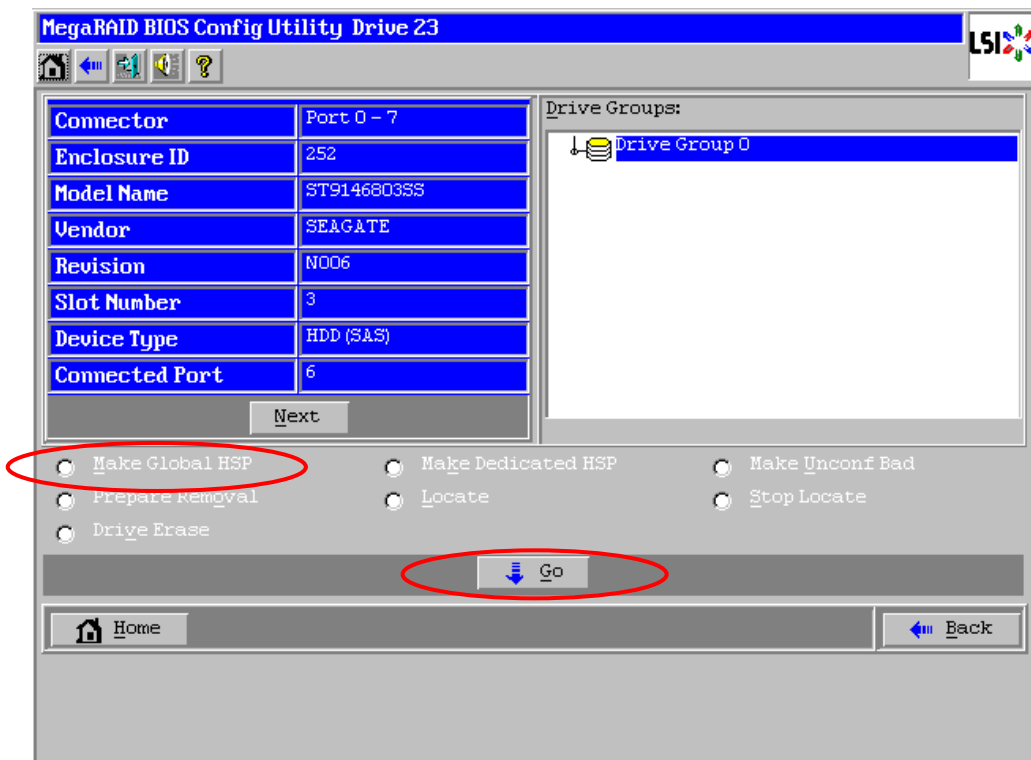 MegaRAID BIOS Config Utility Drive 23
LSI
Connector Port 0 - 7
Enclosure ID 252
Model Name ST9146803SS
Vendor SEAGATE
Revision N006
Slot Number 3
Device Type HDD (SAS)
Connected Port 6
Next
Drive Groups:
Drive Group 0
Make Global HSP Make Dedicated HSP Make Unconf Bad
Prepare Removal Locate Stop Locate
Drive Erase
Go
Home Back